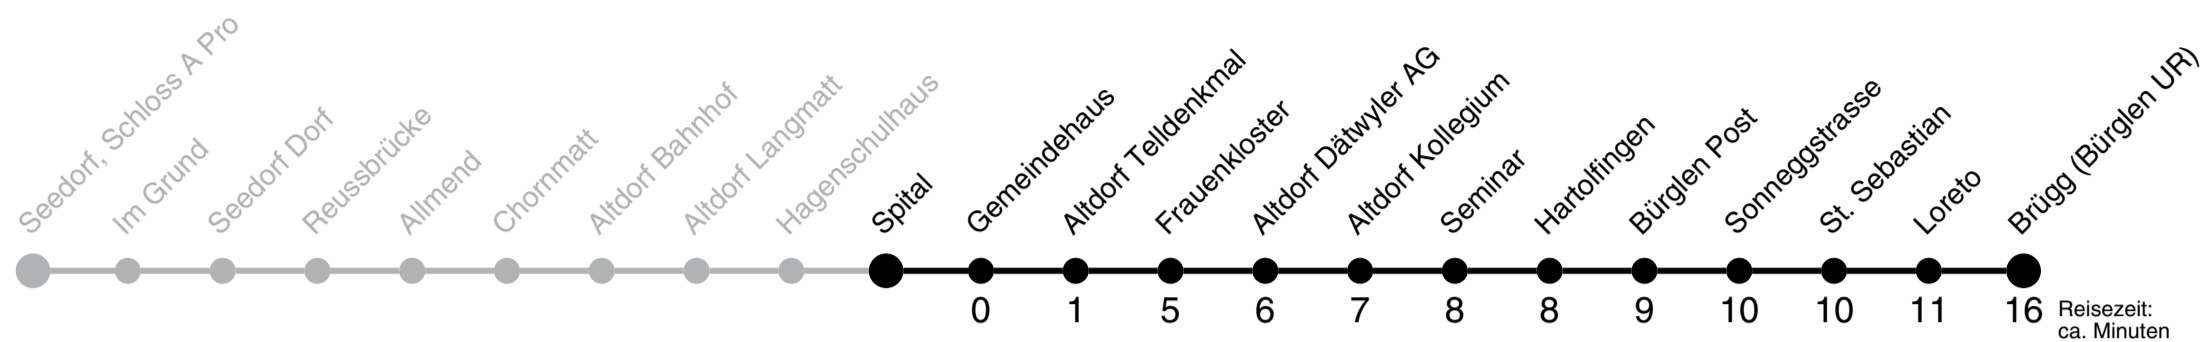 Seedorf, Schloss A Pro
Im Grund
Seedorf Dorf
Reussbrücke
Allmend
Chornmatt
Altdorf Bahnhof
Altdorf Langmatt
Hagenschulhaus
Spital
Gemeindehaus
Altdorf Telldenkmal
Frauenkloster
Altdorf Dätwyler AG
Altdorf Kollegium
Seminar
Hartolfingen
Bürglen Post
Sonneggstrasse
St. Sebastian
Loreto
Brügg (Bürglen UR)
0 1 5 6 7 8 8 9 10 10 11 16
Reisezeit:
ca. Minuten